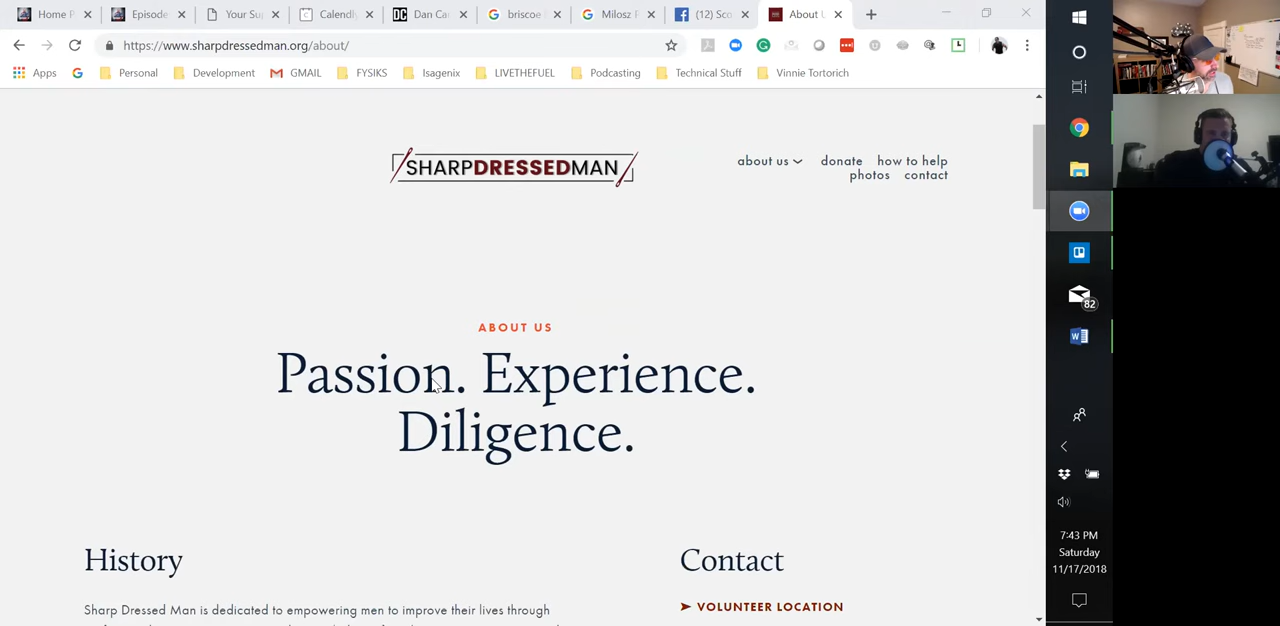 Home P
Episode
Your Su
Calendl
DC
Dan Ca
briscoe
Milosz P
(12) Sco
About U
https://www.sharpdressedman.org/about/
Apps
Personal
Development
GMAIL
FYSIKS
Isagenix
LIVETHEFUEL
Podcasting
Technical Stuff
Vinnie Tortorich
SHARPDRESSEDMAN
about us
donate
how to help
photos
contact
ABOUT US
Passion. Experience.
Diligence.
History
Contact
Sharp Dressed Man is dedicated to empowering men to improve their lives through
➤ VOLUNTEER LOCATION
82
7:43 PM
Saturday
11/17/2018